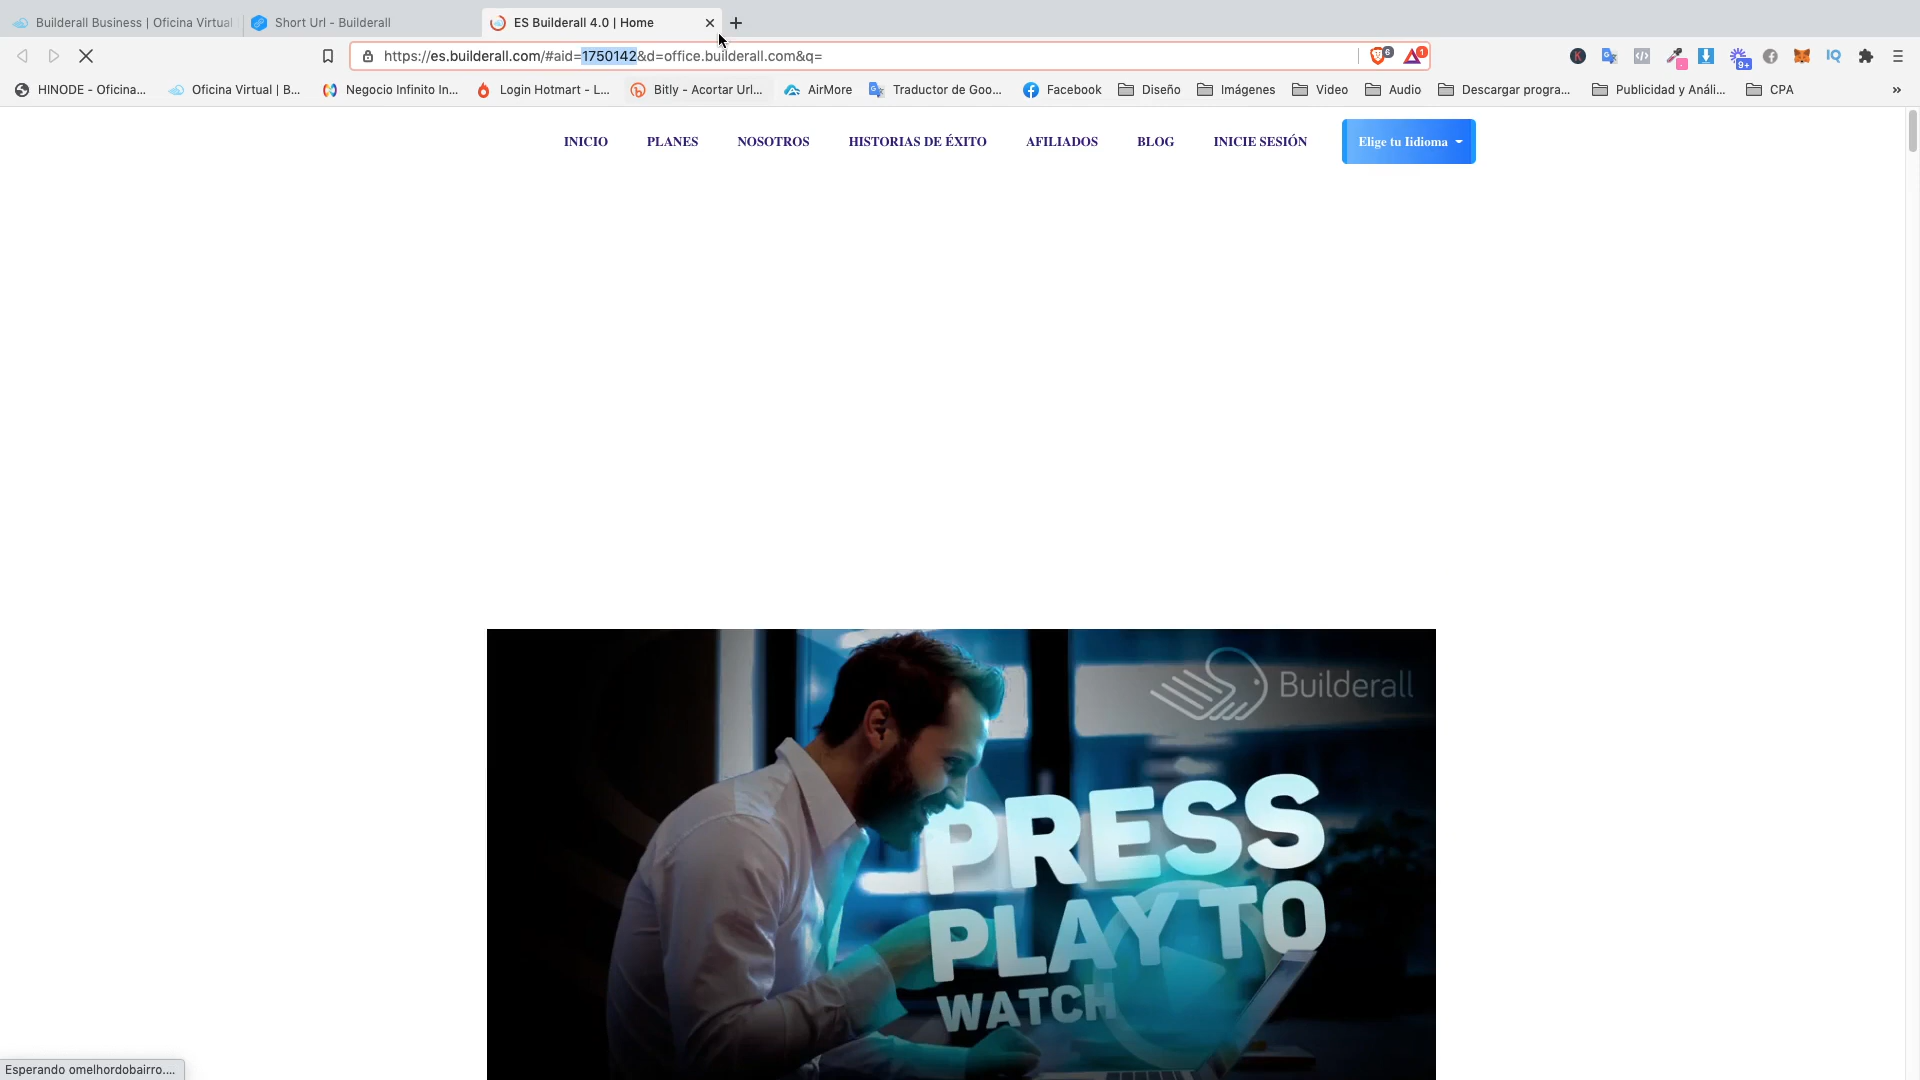 Builderall Business | Oficina Virtual
Short Url - Builderall
ES Builderall 4.0 | Home
https://es.builderall.com/#aid=1750142&d=office.builderall.com&q=
6
1
9+
HINODE - Oficina...
Oficina Virtual | B...
Negocio Infinito In...
Login Hotmart - L...
Bitly - Acortar Url...
AirMore
Traductor de Goo...
Facebook
Diseño
Imágenes
Video
Audio
Descargar progra...
Publicidad y Análi...
CPA
»
INICIO
PLANES
NOSOTROS
HISTORIAS DE ÉXITO
AFILIADOS
BLOG
INICIE SESIÓN
Elige tu Iidioma
Builderall
PRESS
PLAY TO
WATCH
Esperando omelhordobairro....